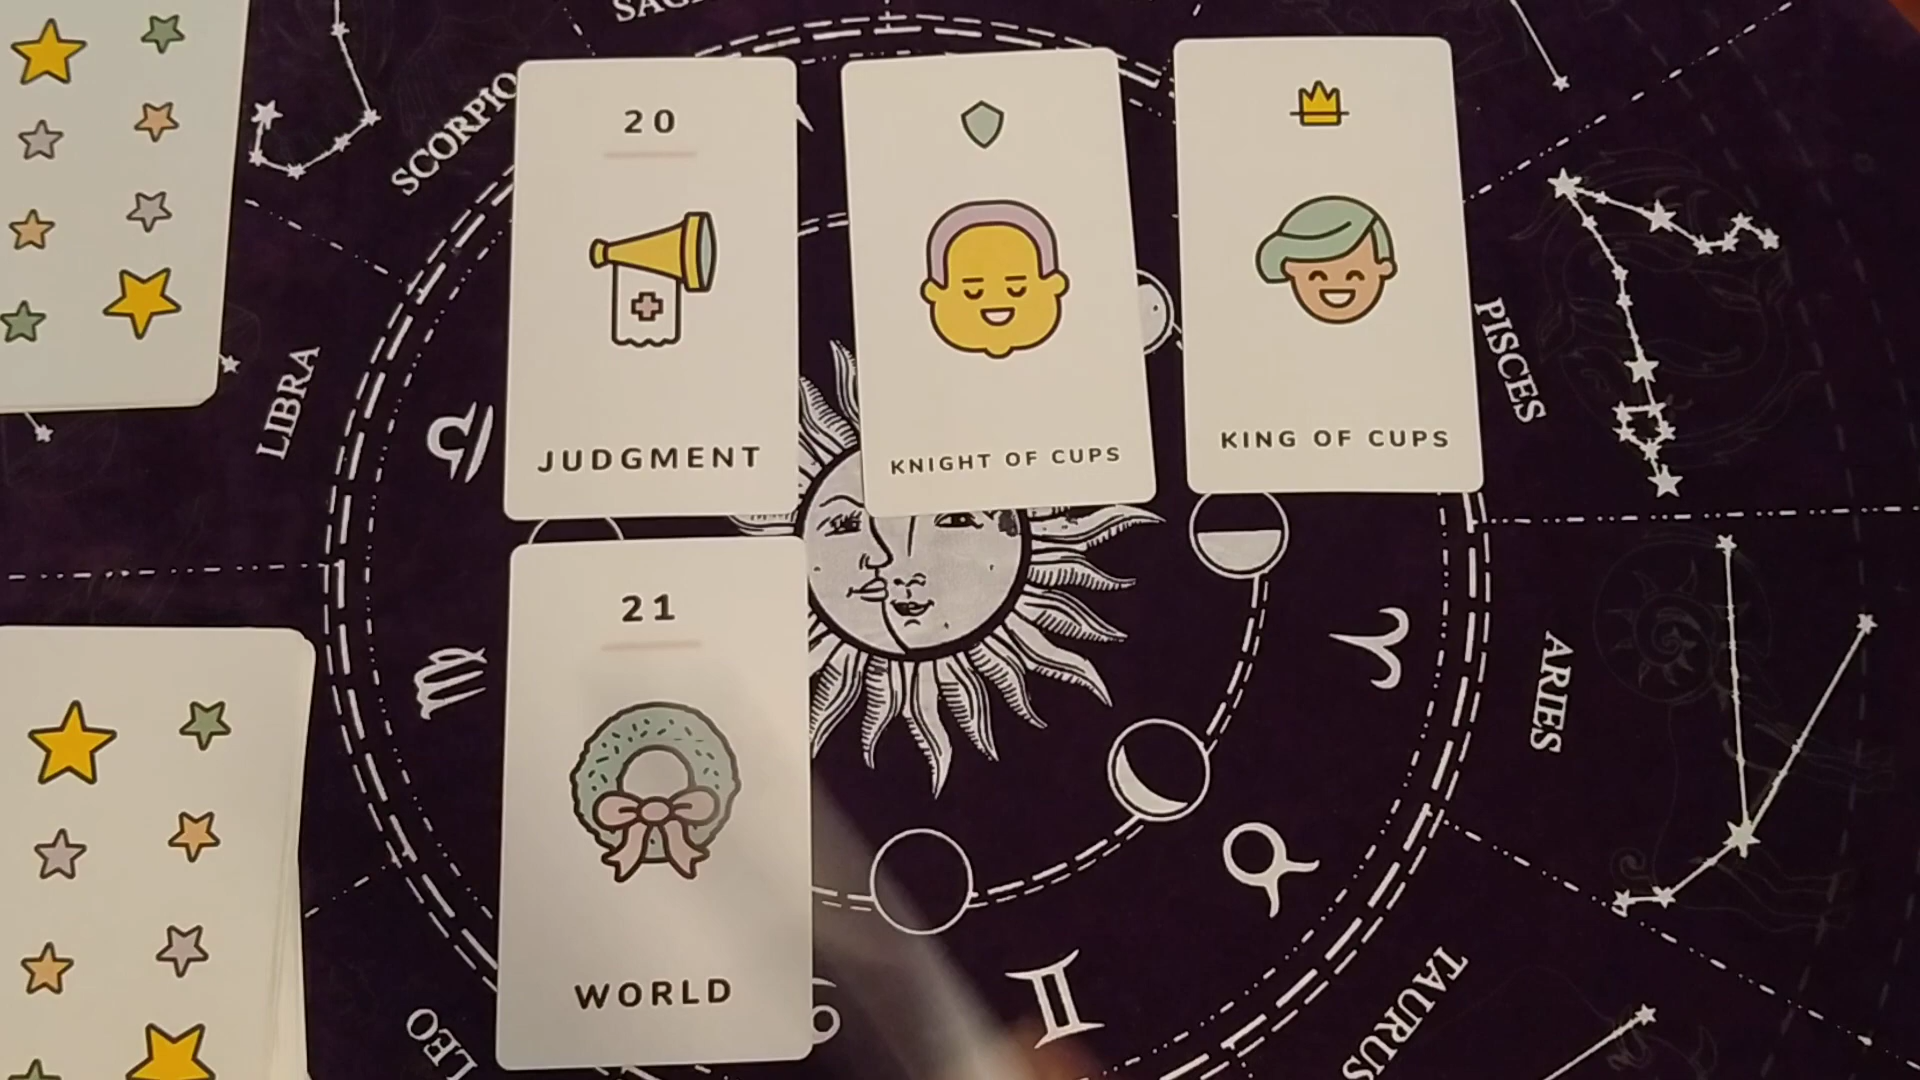 SCORPIO
20
JUDGMENT
KNIGHT OF CUPS
KING OF CUPS
LIBRA
PISCES
21
WORLD
ARIES
TAURUS
LEO